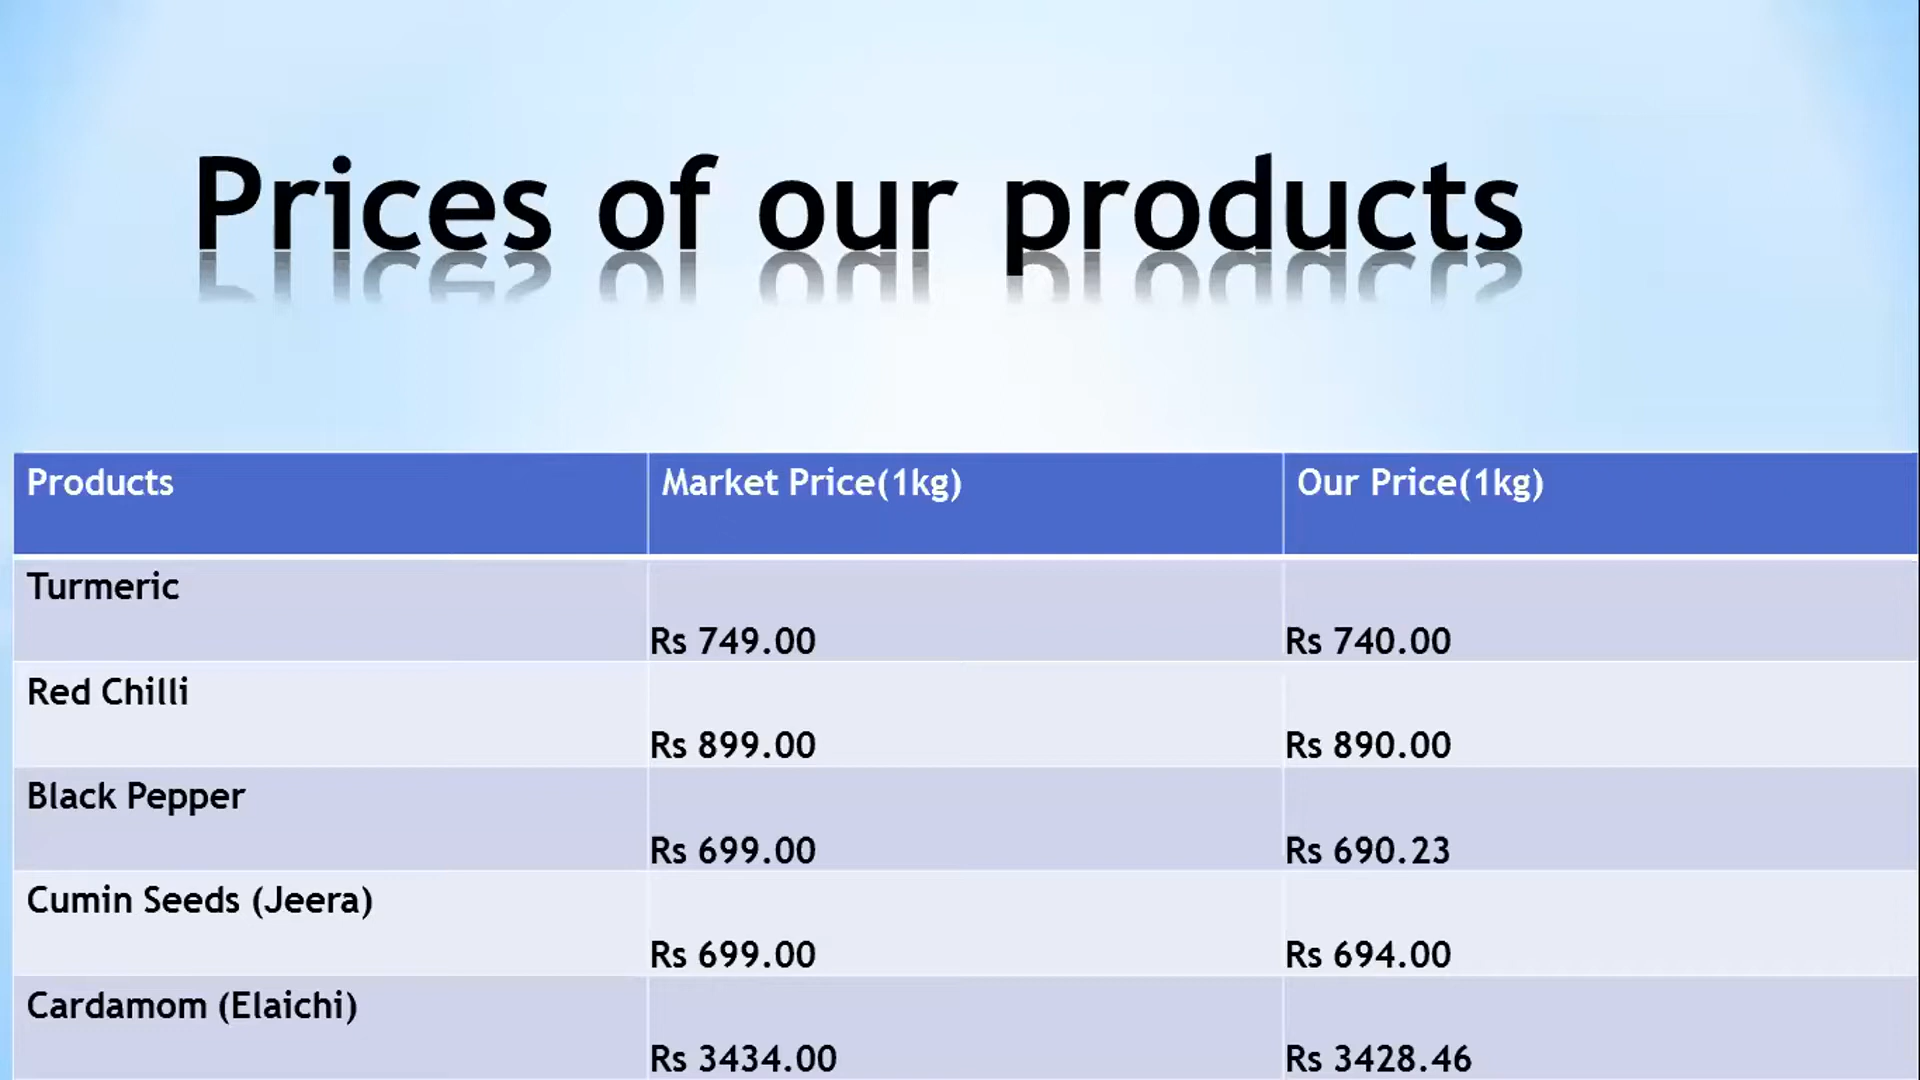 Prices of our products
Products Market Price(1kg) Our Price(1kg)
Turmeric Rs 749.00 Rs 740.00
Red Chilli Rs 899.00 Rs 890.00
Black Pepper Rs 699.00 Rs 690.23
Cumin Seeds (Jeera) Rs 699.00 Rs 694.00
Cardamom (Elaichi) Rs 3434.00 Rs 3428.46